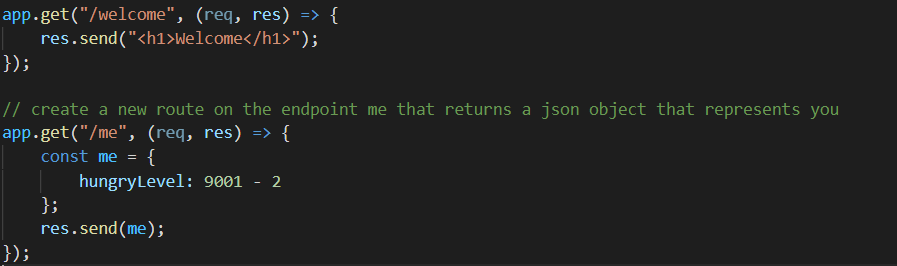 app.get("/welcome", (req, res) => {
    res.send("<h1>Welcome</h1>");
});

// create a new route on the endpoint me that returns a json object that represents you
app.get("/me", (req, res) => {
    const me = {
        hungryLevel: 9001 - 2
    };
    res.send(me);
});